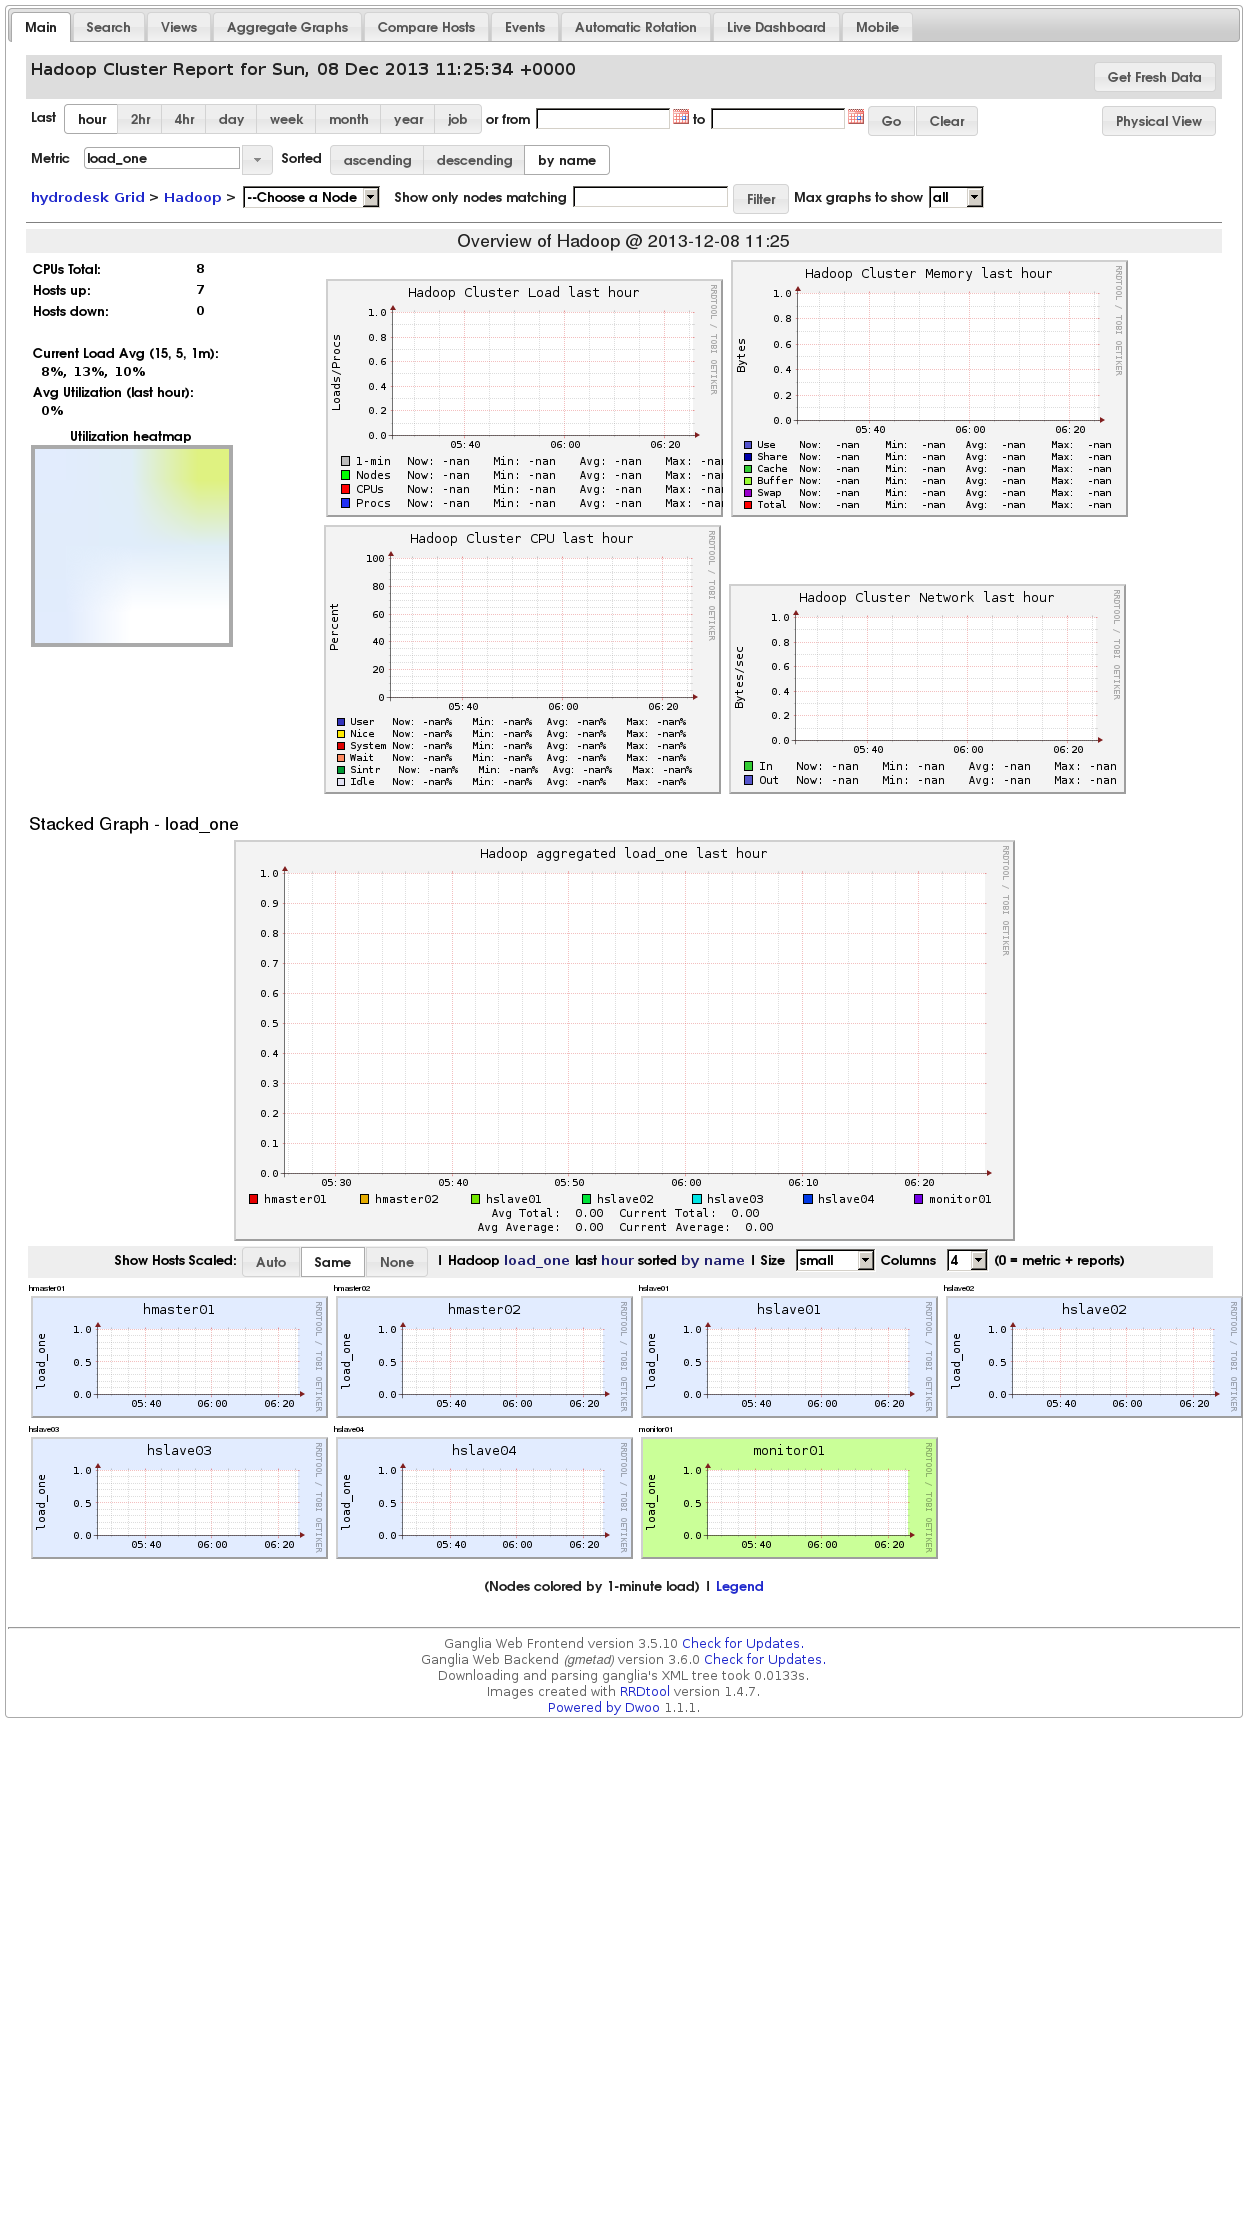 Main Search Views Aggregate Graphs Compare Hosts Events Automatic Rotation Live Dashboard Mobile
Hadoop Cluster Report for Sun, 08 Dec 2013 11:25:34 +0000
Get Fresh Data
Last hour 2hr 4hr day week month year job or from to Go Clear Physical View
Metric load_one Sorted ascending descending by name
hydrodesk Grid > Hadoop > --Choose a Node Show only nodes matching Filter Max graphs to show all
Overview of Hadoop @ 2013-12-08 11:25
CPUs Total: 8
Hosts up: 7
Hosts down: 0
Current Load Avg (15, 5, 1m):
8%, 13%, 10%
Avg Utilization (last hour):
0%
Utilization heatmap
Hadoop Cluster Load last hour
RRDTOOL / TOBI OETIKER
Loads/Procs
1.0
0.8
0.6
0.4
0.2
0.0
05:40 06:00 06:20
1-min Now: -nan Min: -nan Avg: -nan Max: -nan
Nodes Now: -nan Min: -nan Avg: -nan Max: -nan
CPUs Now: -nan Min: -nan Avg: -nan Max: -nan
Procs Now: -nan Min: -nan Avg: -nan Max: -nan
Hadoop Cluster Memory last hour
RRDTOOL / TOBI OETIKER
Bytes
1.0
0.8
0.6
0.4
0.2
0.0
05:40 06:00 06:20
Use Now: -nan Min: -nan Avg: -nan Max: -nan
Share Now: -nan Min: -nan Avg: -nan Max: -nan
Cache Now: -nan Min: -nan Avg: -nan Max: -nan
Buffer Now: -nan Min: -nan Avg: -nan Max: -nan
Swap Now: -nan Min: -nan Avg: -nan Max: -nan
Total Now: -nan Min: -nan Avg: -nan Max: -nan
Hadoop Cluster CPU last hour
RRDTOOL / TOBI OETIKER
Percent
100
80
60
40
20
0
05:40 06:00 06:20
User Now: -nan% Min: -nan% Avg: -nan% Max: -nan%
Nice Now: -nan% Min: -nan% Avg: -nan% Max: -nan%
System Now: -nan% Min: -nan% Avg: -nan% Max: -nan%
Wait Now: -nan% Min: -nan% Avg: -nan% Max: -nan%
Sintr Now: -nan% Min: -nan% Avg: -nan% Max: -nan%
Idle Now: -nan% Min: -nan% Avg: -nan% Max: -nan%
Hadoop Cluster Network last hour
RRDTOOL / TOBI OETIKER
Bytes/sec
1.0
0.8
0.6
0.4
0.2
0.0
05:40 06:00 06:20
In Now: -nan Min: -nan Avg: -nan Max: -nan
Out Now: -nan Min: -nan Avg: -nan Max: -nan
Stacked Graph - load_one
Hadoop aggregated load_one last hour
RRDTOOL / TOBI OETIKER
1.0
0.9
0.8
0.7
0.6
0.5
0.4
0.3
0.2
0.1
0.0
05:30 05:40 05:50 06:00 06:10 06:20
hmaster01 hmaster02 hslave01 hslave02 hslave03 hslave04 monitor01
Avg Total: 0.00 Current Total: 0.00
Avg Average: 0.00 Current Average: 0.00
Show Hosts Scaled: Auto Same None | Hadoop load_one last hour sorted by name | Size small Columns 4 (0 = metric + reports)
hmaster01
hmaster01
RRDTOOL / TOBI OETIKER
load_one
1.0
0.5
0.0
05:40 06:00 06:20
hmaster02
hmaster02
RRDTOOL / TOBI OETIKER
load_one
1.0
0.5
0.0
05:40 06:00 06:20
hslave01
hslave01
RRDTOOL / TOBI OETIKER
load_one
1.0
0.5
0.0
05:40 06:00 06:20
hslave02
hslave02
RRDTOOL / TOBI OETIKER
load_one
1.0
0.5
0.0
05:40 06:00 06:20
hslave03
hslave03
RRDTOOL / TOBI OETIKER
load_one
1.0
0.5
0.0
05:40 06:00 06:20
hslave04
hslave04
RRDTOOL / TOBI OETIKER
load_one
1.0
0.5
0.0
05:40 06:00 06:20
monitor01
monitor01
RRDTOOL / TOBI OETIKER
load_one
1.0
0.5
0.0
05:40 06:00 06:20
(Nodes colored by 1-minute load) | Legend
Ganglia Web Frontend version 3.5.10 Check for Updates.
Ganglia Web Backend (gmetad) version 3.6.0 Check for Updates.
Downloading and parsing ganglia's XML tree took 0.0133s.
Images created with RRDtool version 1.4.7.
Powered by Dwoo 1.1.1.